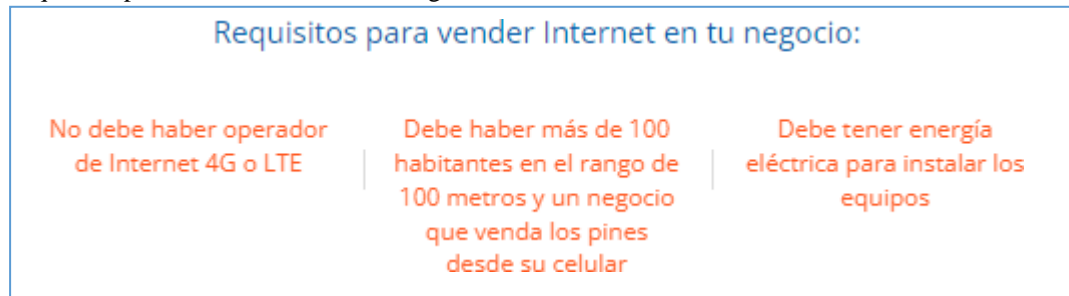 Requisitos para vender Internet en tu negocio:
No debe haber operador
de Internet 4G o LTE
Debe haber más de 100
habitantes en el rango de
100 metros y un negocio
que venda los pines
desde su celular
Debe tener energía
eléctrica para instalar los
equipos